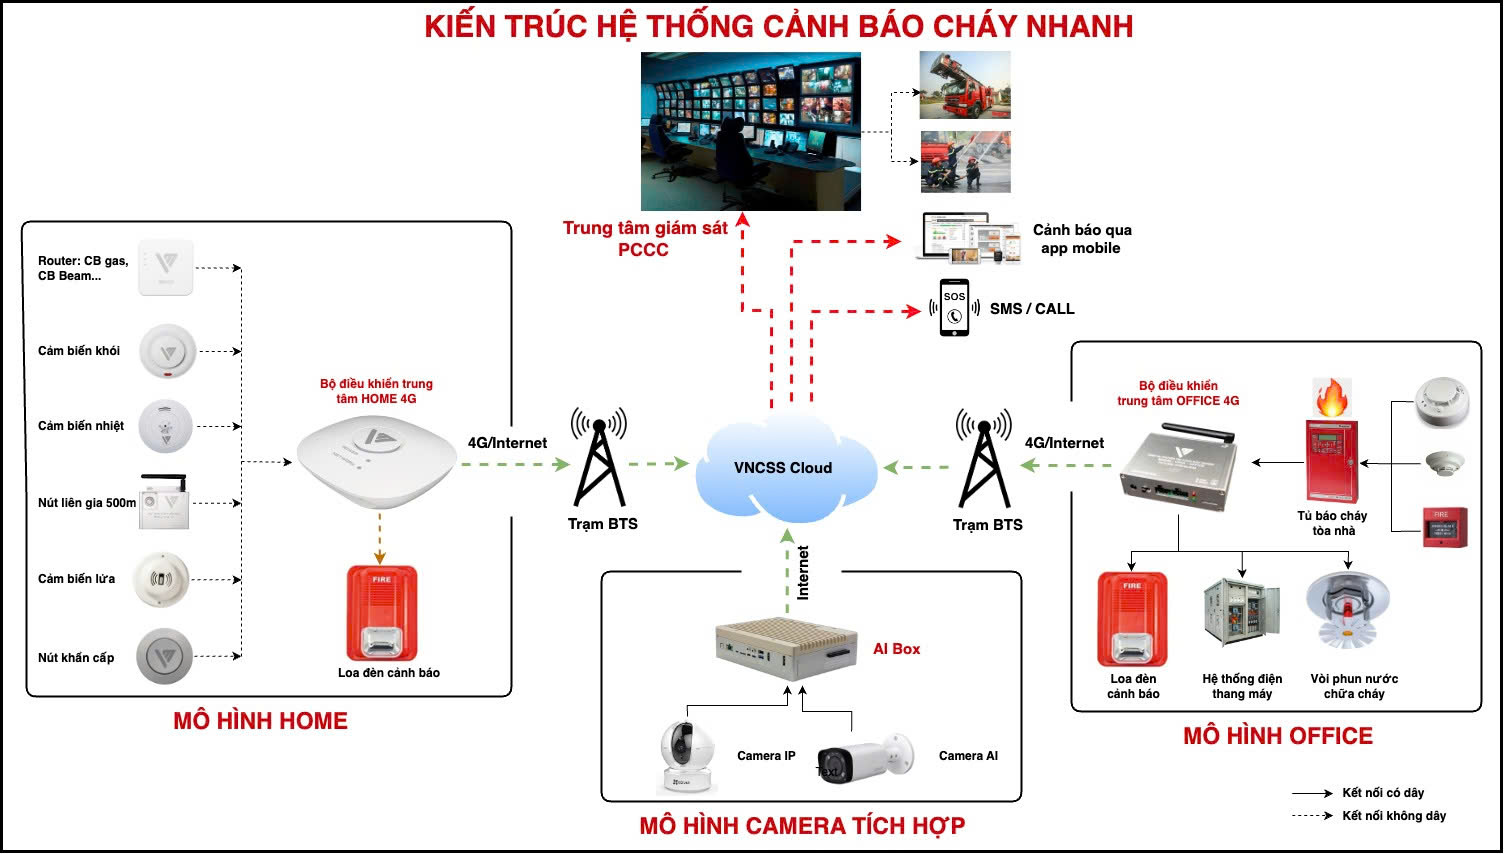 KIẾN TRÚC HỆ THỐNG CẢNH BÁO CHÁY NHANH
Trung tâm giám sát
PCCC
Cảnh báo qua
app mobile
SOS
SMS / CALL
Router: CB gas,
CB Beam...
Cảm biến khói
Cảm biến nhiệt
Nút liên gia 500m
Cảm biến lửa
Nút khẩn cấp
Bộ điều khiển trung
tâm HOME 4G
FIRE
Loa đèn cảnh báo
MÔ HÌNH HOME
4G/Internet
Trạm BTS
VNCSS Cloud
4G/Internet
Trạm BTS
Internet
AI Box
Camera IP
Text
Camera AI
MÔ HÌNH CAMERA TÍCH HỢP
Bộ điều khiển
trung tâm OFFICE 4G
Tủ báo cháy
tòa nhà
FIRE
FIRE
Loa đèn
cảnh báo
Hệ thống điện
thang máy
Vòi phun nước
chữa cháy
MÔ HÌNH OFFICE
Kết nối có dây
Kết nối không dây